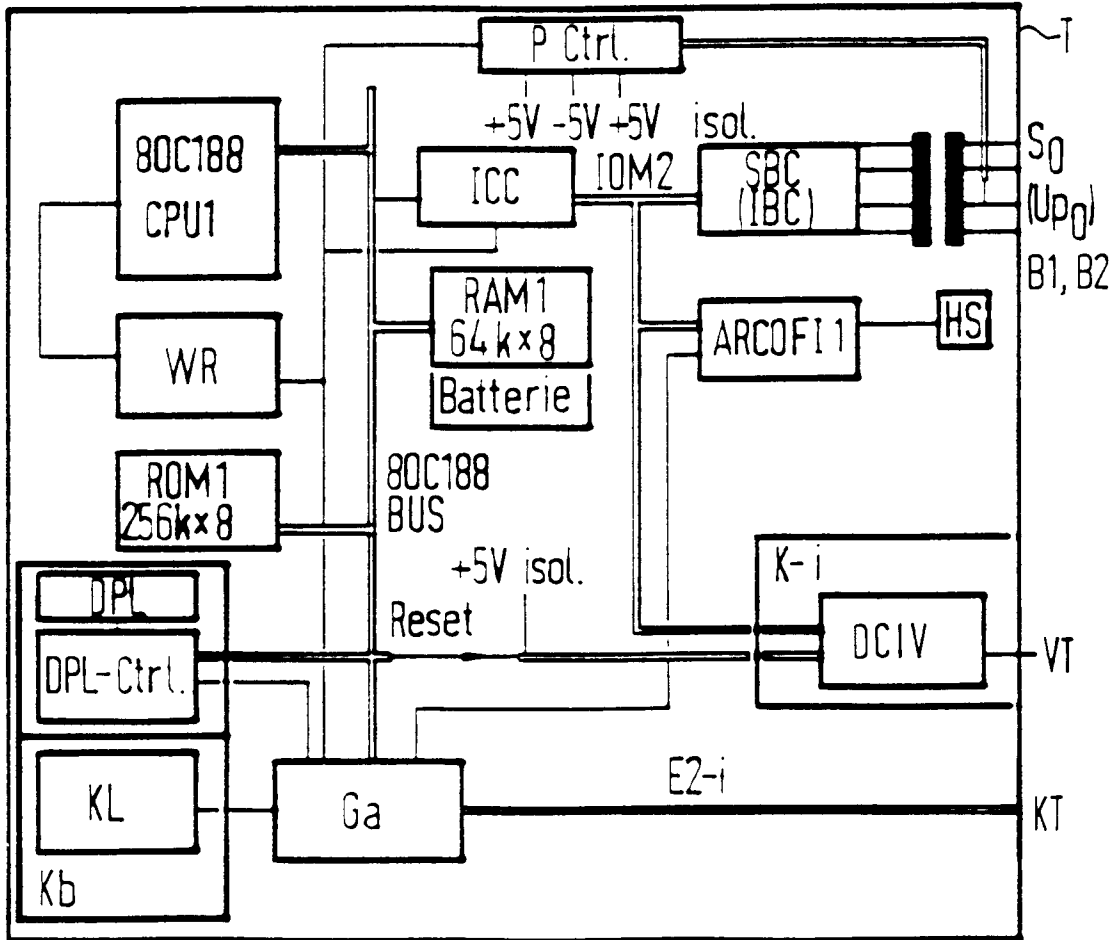 P Ctrl.
T
+5V -5V +5V
isol.
80C188
CPU1
ICC
IOM2
SBC
(IBC)
S0
(Up0)
B1, B2
RAM1
64k×8
Batterie
ARCOFI1
HS
WR
ROM1
256k×8
80C188
BUS
+5V isol.
K-i
DPL
Reset
DCIV
VT
DPL-Ctrl.
KL
Ga
E2-i
KT
Kb